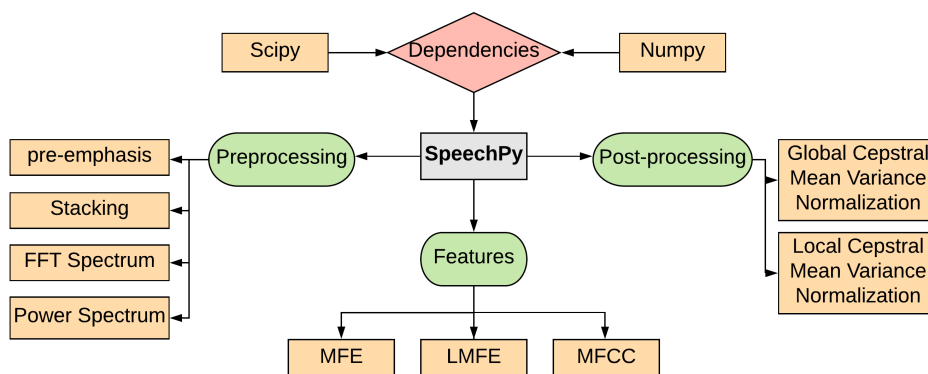 Scipy
Dependencies
Numpy
pre-emphasis
Stacking
FFT Spectrum
Power Spectrum
Preprocessing
SpeechPy
Post-processing
Global Cepstral
Mean Variance
Normalization
Local Cepstral
Mean Variance
Normalization
Features
MFE
LMFE
MFCC